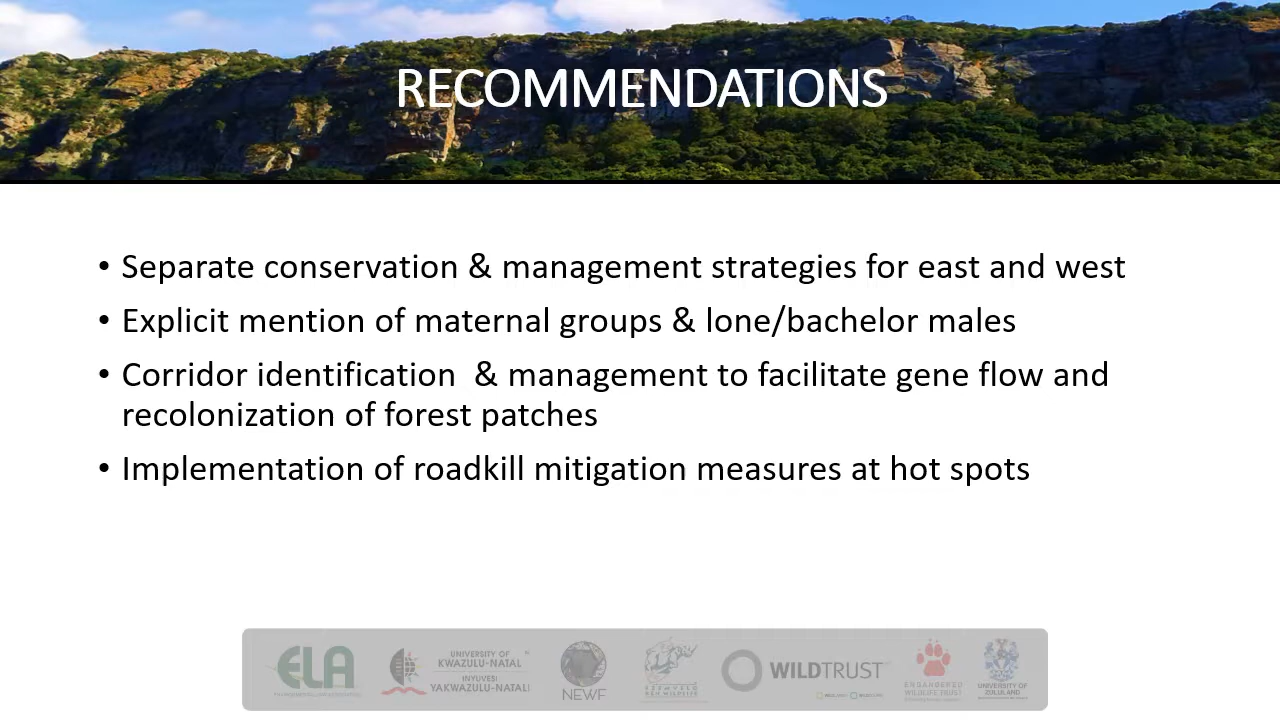 RECOMMENDATIONS
• Separate conservation & management strategies for east and west
• Explicit mention of maternal groups & lone/bachelor males
• Corridor identification & management to facilitate gene flow and
recolonization of forest patches
• Implementation of roadkill mitigation measures at hot spots
ELA
UNIVERSITY OF
KWAZULU-NATAL
INYUVESI
YAKWAZULU-NATALI
NEWF
WILDTRUST
ENDANGERED
WILDLIFE TRUST
UNIVERSITY OF
ZULULAND